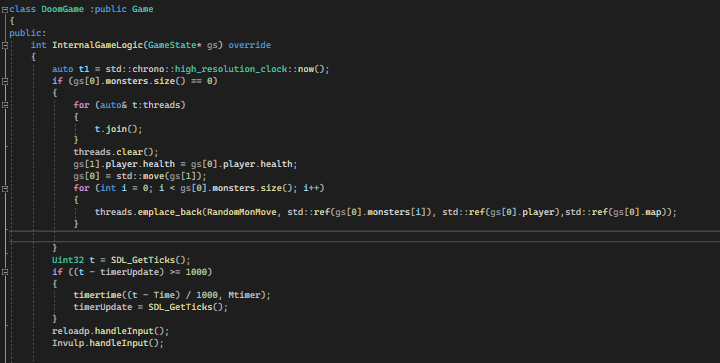 class DoomGame :public Game
{
public:
    int InternalGameLogic(GameState* gs) override
    {
        auto t1 = std::chrono::high_resolution_clock::now();
        if (gs[0].monsters.size() == 0)
        {
            for (auto& t:threads)
            {
                t.join();
            }
            threads.clear();
            gs[1].player.health = gs[0].player.health;
            gs[0] = std::move(gs[1]);
            for (int i = 0; i < gs[0].monsters.size(); i++)
            {
                threads.emplace_back(RandomMonMove, std::ref(gs[0].monsters[i]), std::ref(gs[0].player),std::ref(gs[0].map));
            }
        }
        Uint32 t = SDL_GetTicks();
        if ((t - timerUpdate) >= 1000)
        {
            timertime((t - Time) / 1000, Mtimer);
            timerUpdate = SDL_GetTicks();
        }
        reloadp.handleInput();
        Invulp.handleInput();